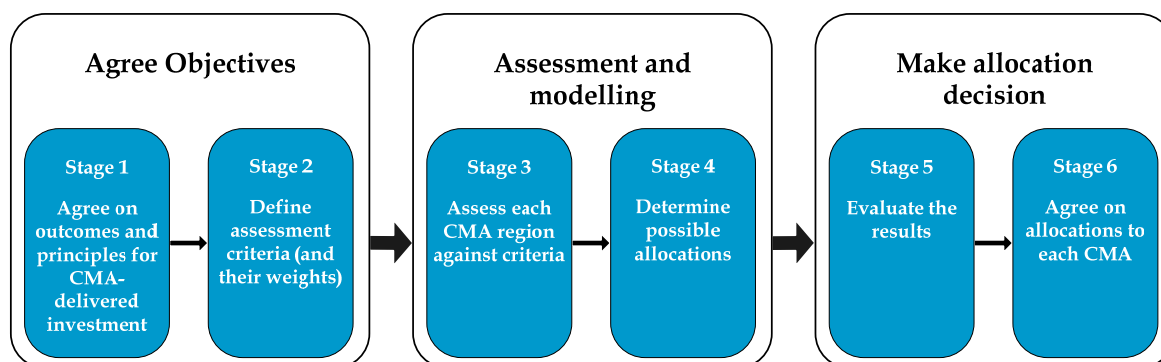 Agree Objectives
Stage 1
Agree on
outcomes and
principles for
CMA-
delivered
investment
Stage 2
Define
assessment
criteria (and
their weights)
Assessment and
modelling
Stage 3
Assess each
CMA region
against criteria
Stage 4
Determine
possible
allocations
Make allocation
decision
Stage 5
Evaluate the
results
Stage 6
Agree on
allocations to
each CMA